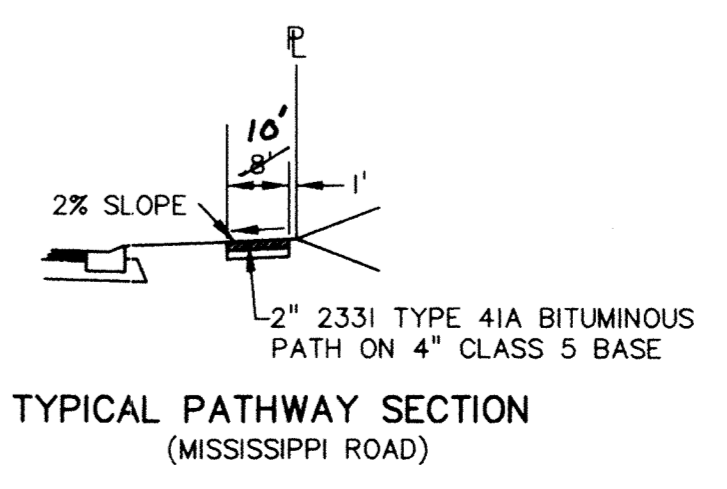 PL
10'
8'
1'
2% SLOPE
2" 2331 TYPE 41A BITUMINOUS
PATH ON 4" CLASS 5 BASE
TYPICAL PATHWAY SECTION
(MISSISSIPPI ROAD)